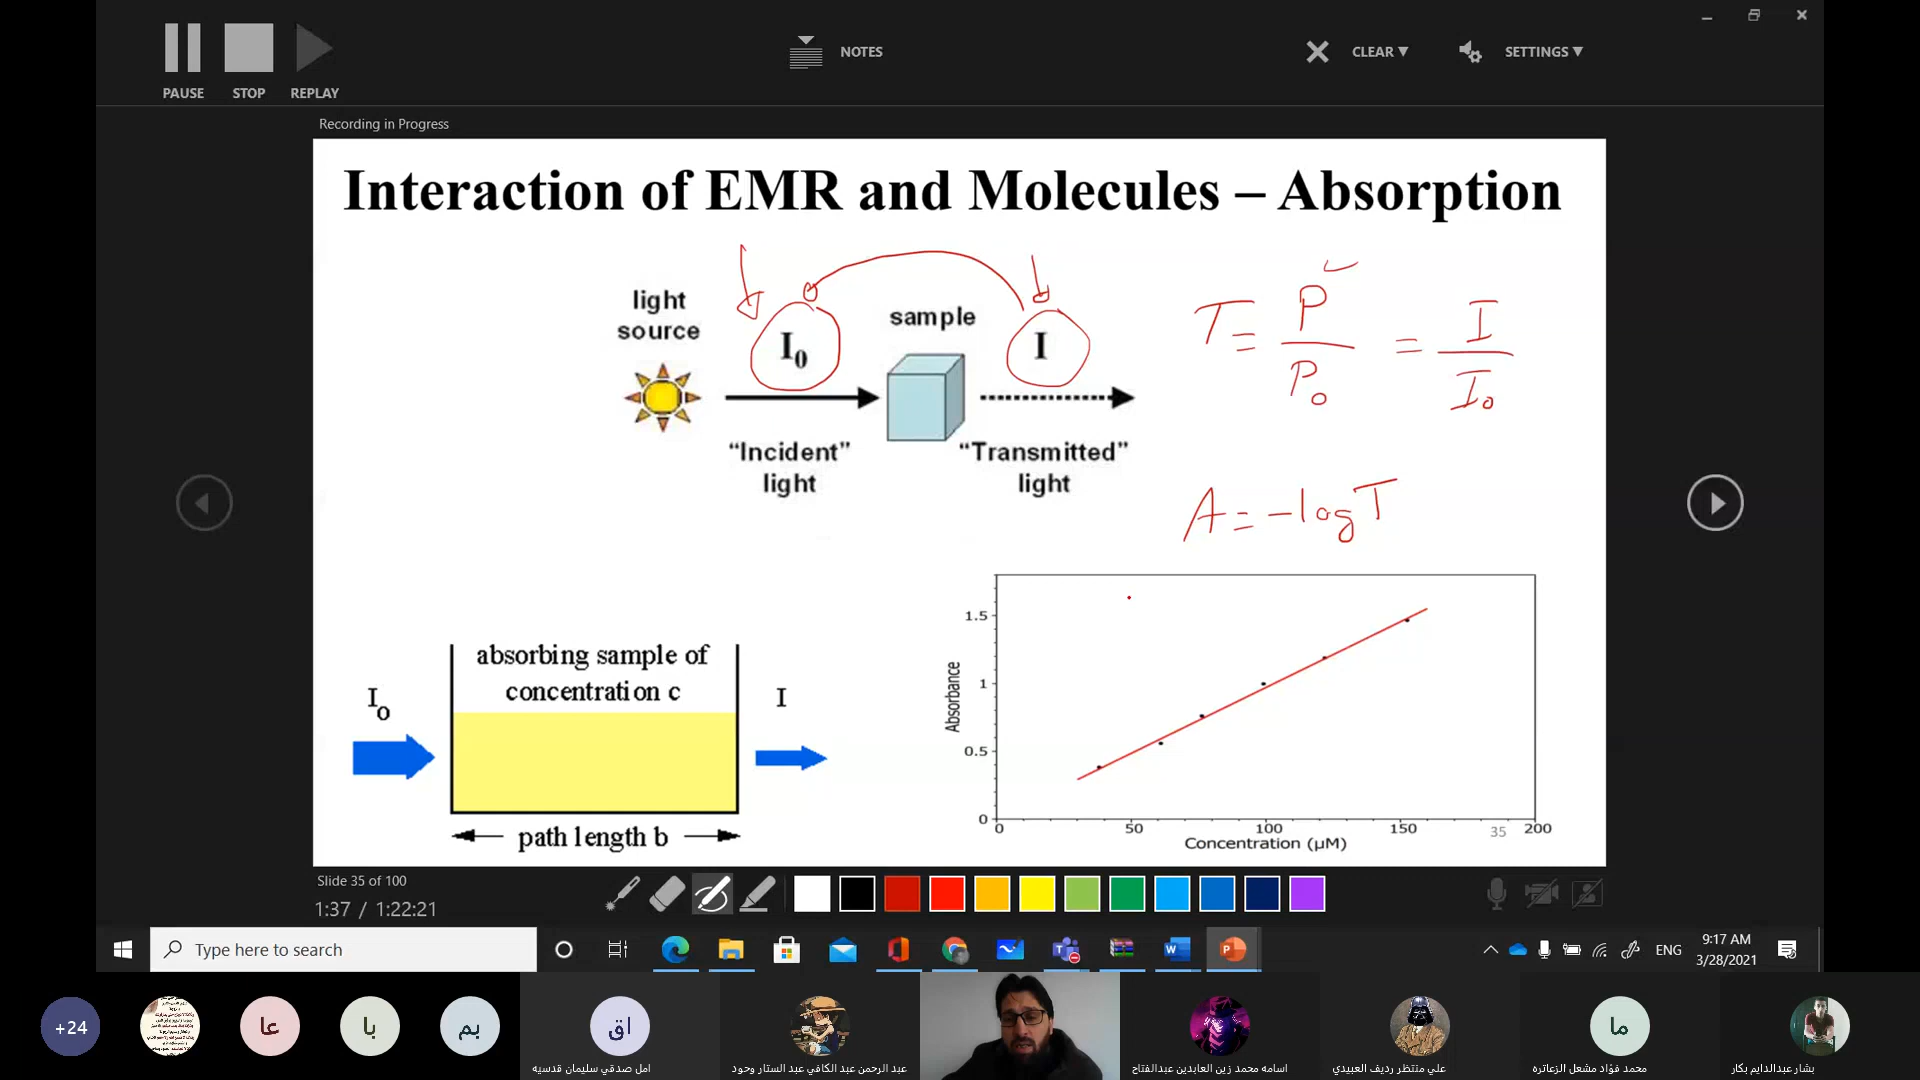 NOTES
CLEAR ▼
SETTINGS ▼
PAUSE STOP REPLAY
Recording in Progress
Interaction of EMR and Molecules – Absorption
light
source
I₀
sample
I
"Incident"
light
"Transmitted"
light
T = P/P₀ = I/I₀
A = -log T
absorbing sample of
concentration c
I₀
I
path length b
Absorbance
1.5
1
0.5
0
0 50 100 150 200
35
Concentration (µM)
Slide 35 of 100
1:37 / 1:22:21
Type here to search
ENG
9:17 AM
3/28/2021
+24
عا
با
بم
اق
ما
امل صدقي سليمان قدسيه
عبد الرحمن عبد الكافي عبد الستار وحود
اسامه محمد زين العابدين عبدالفتاح
علي منتظر رديف العبيدي
محمد فؤاد مشعل الزعاتره
بشار عبدالدايم بكار